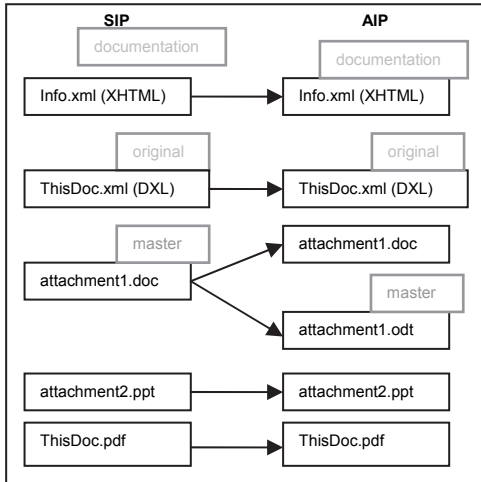 SIP AIP
documentation documentation
Info.xml (XHTML) Info.xml (XHTML)
original original
ThisDoc.xml (DXL) ThisDoc.xml (DXL)
master attachment1.doc
attachment1.doc master
attachment1.odt
attachment2.ppt attachment2.ppt
ThisDoc.pdf ThisDoc.pdf